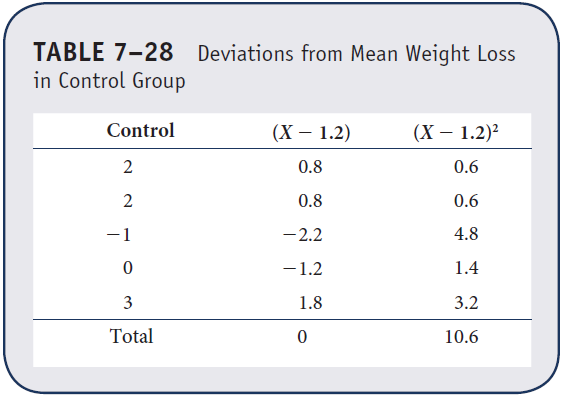 TABLE 7–28 Deviations from Mean Weight Loss
in Control Group
Control (X − 1.2) (X − 1.2)²
2 0.8 0.6
2 0.8 0.6
−1 −2.2 4.8
0 −1.2 1.4
3 1.8 3.2
Total 0 10.6